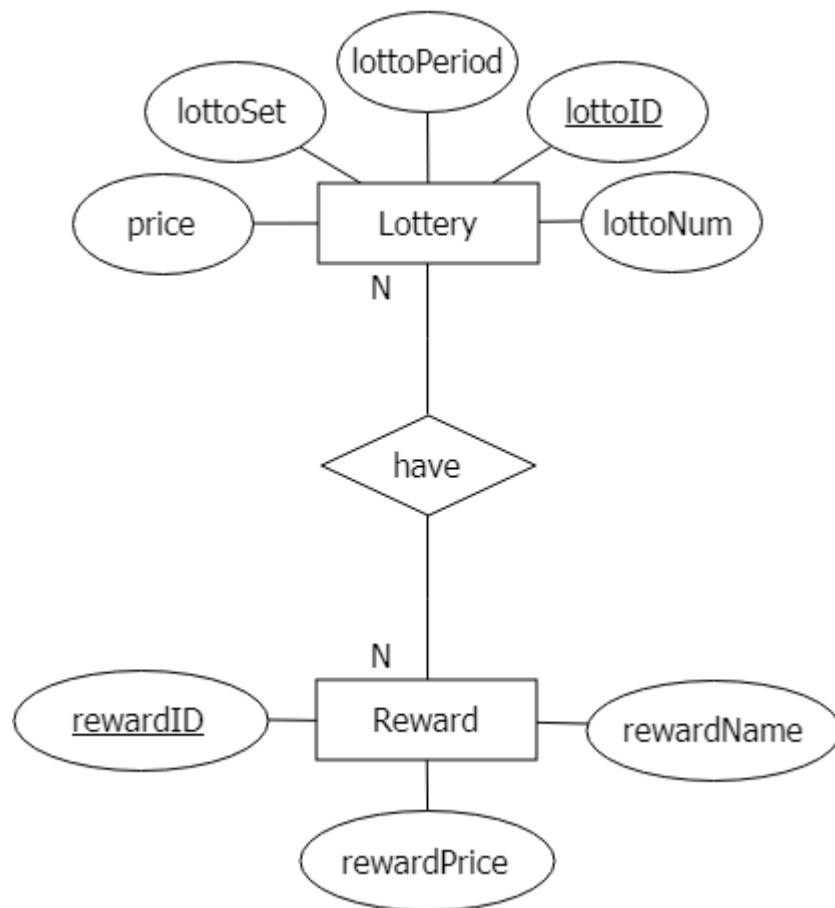 lottoPeriod
lottoSet
lottoID
price
Lottery
lottoNum
N
have
N
rewardID
Reward
rewardName
rewardPrice